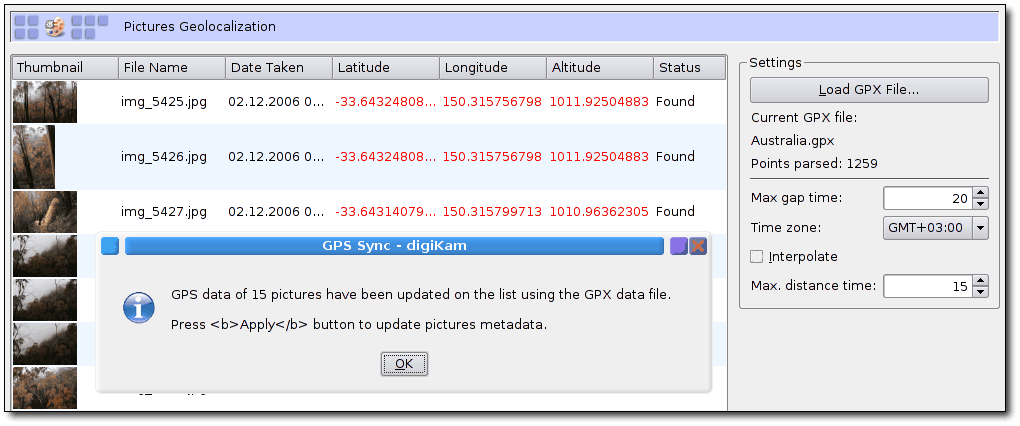 Pictures Geolocalization
Thumbnail File Name Date Taken Latitude Longitude Altitude Status
img_5425.jpg 02.12.2006 0... -33.64324808... 150.315756798 1011.92504883 Found
img_5426.jpg 02.12.2006 0... -33.64324808... 150.315756798 1011.92504883 Found
img_5427.jpg 02.12.2006 0... -33.64314079... 150.315799713 1010.96362305 Found
GPS Sync - digiKam
GPS data of 15 pictures have been updated on the list using the GPX data file.
Press <b>Apply</b> button to update pictures metadata.
OK
Settings
Load GPX File...
Current GPX file:
Australia.gpx
Points parsed: 1259
Max gap time: 20
Time zone: GMT+03:00
Interpolate
Max. distance time: 15